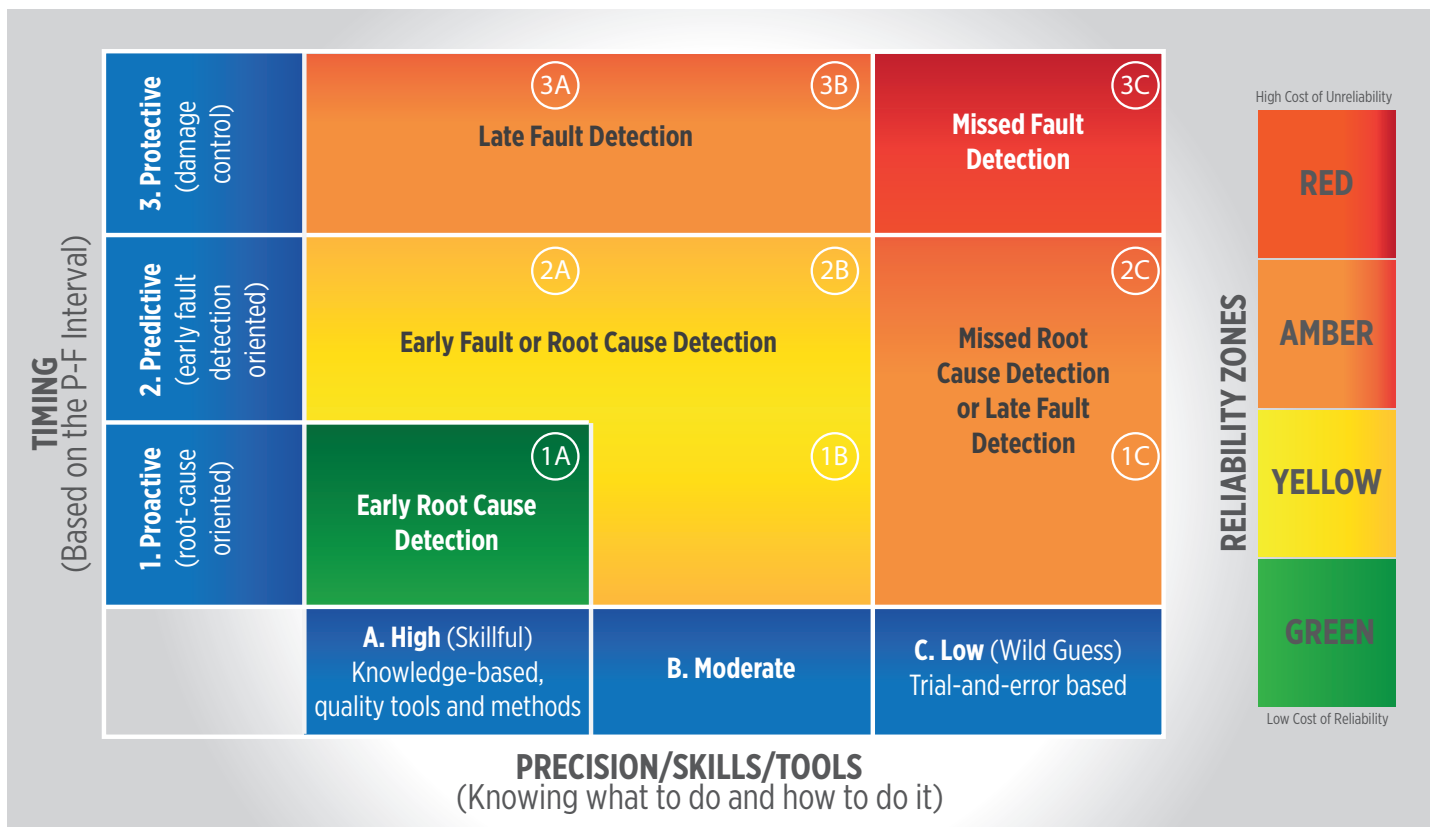 TIMING
(Based on the P-F Interval)
3. Protective
(damage
control)
2. Predictive
(early fault
detection
oriented)
1. Proactive
(root-cause
oriented)
3A
3B
Late Fault Detection
3C
Missed Fault
Detection
2A
2B
Early Fault or Root Cause Detection
2C
Missed Root
Cause Detection
or Late Fault
Detection
1A
Early Root Cause
Detection
1B
1C
A. High (Skillful)
Knowledge-based,
quality tools and methods
B. Moderate
C. Low (Wild Guess)
Trial-and-error based
PRECISION/SKILLS/TOOLS
(Knowing what to do and how to do it)
RELIABILITY ZONES
High Cost of Unreliability
RED
AMBER
YELLOW
GREEN
Low Cost of Reliability